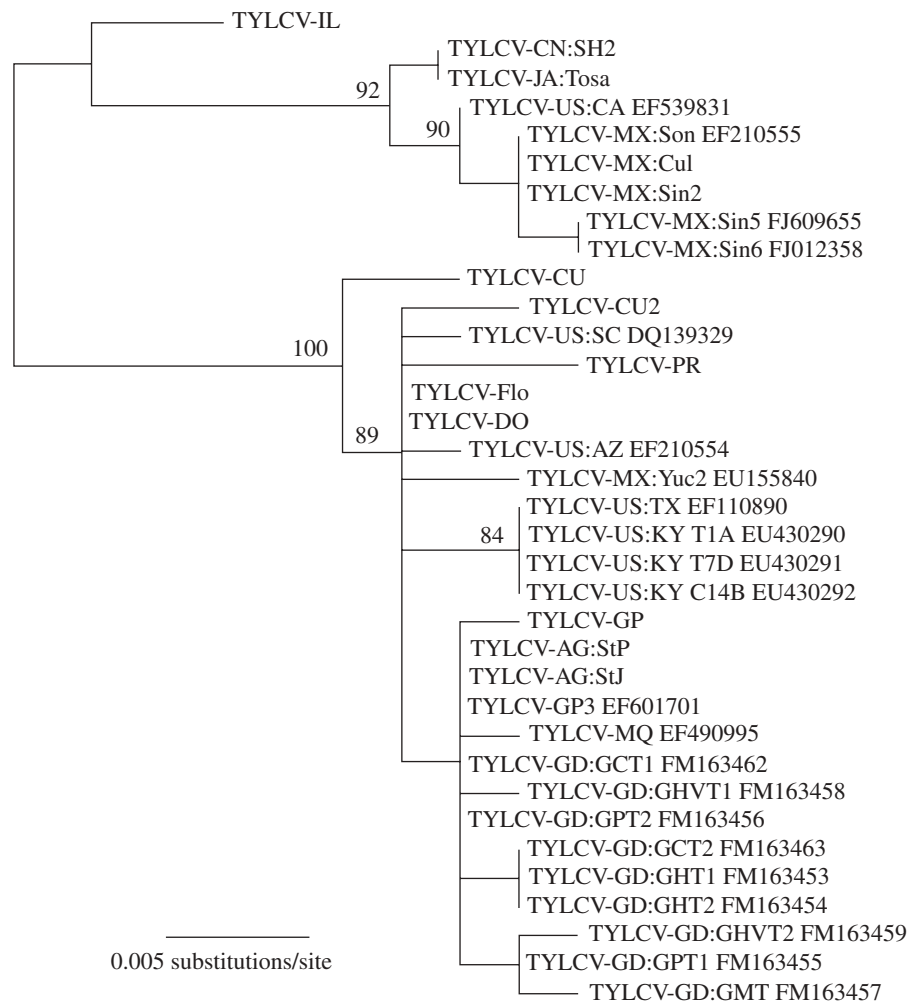 TYLCV-IL
TYLCV-CN:SH2
TYLCV-JA:Tosa
92
TYLCV-US:CA EF539831
90
TYLCV-MX:Son EF210555
TYLCV-MX:Cul
TYLCV-MX:Sin2
TYLCV-MX:Sin5 FJ609655
TYLCV-MX:Sin6 FJ012358
TYLCV-CU
TYLCV-CU2
TYLCV-US:SC DQ139329
100
TYLCV-PR
TYLCV-Flo
TYLCV-DO
89
TYLCV-US:AZ EF210554
TYLCV-MX:Yuc2 EU155840
TYLCV-US:TX EF110890
84
TYLCV-US:KY T1A EU430290
TYLCV-US:KY T7D EU430291
TYLCV-US:KY C14B EU430292
TYLCV-GP
TYLCV-AG:StP
TYLCV-AG:StJ
TYLCV-GP3 EF601701
TYLCV-MQ EF490995
TYLCV-GD:GCT1 FM163462
TYLCV-GD:GHVT1 FM163458
TYLCV-GD:GPT2 FM163456
TYLCV-GD:GCT2 FM163463
TYLCV-GD:GHT1 FM163453
TYLCV-GD:GHT2 FM163454
TYLCV-GD:GHVT2 FM163459
TYLCV-GD:GPT1 FM163455
TYLCV-GD:GMT FM163457
0.005 substitutions/site